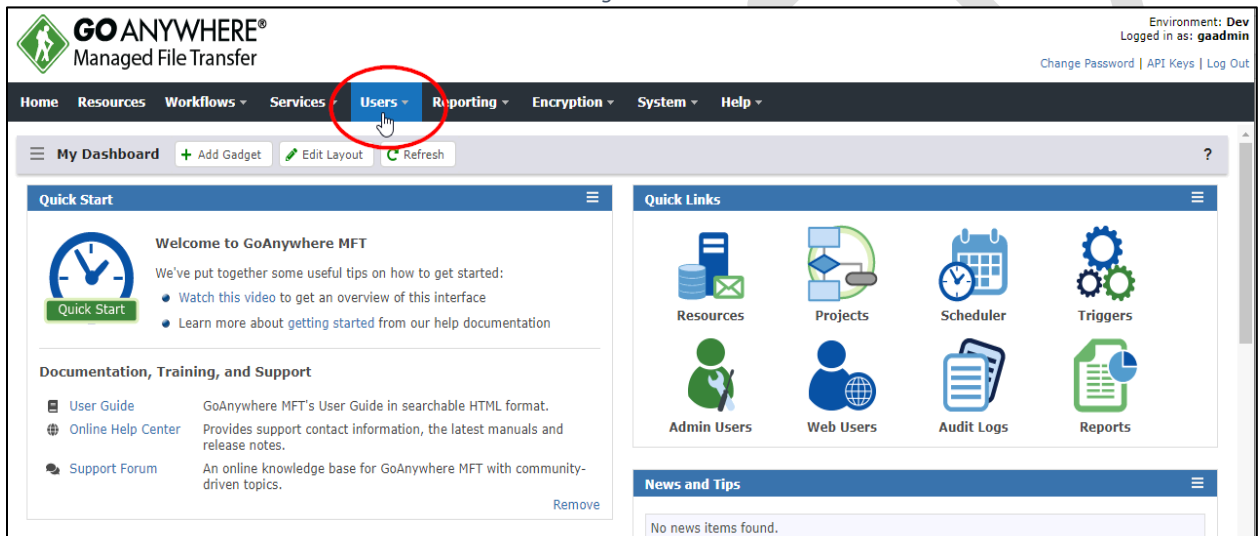 GO ANYWHERE®
Managed File Transfer
Environment: Dev
Logged in as: gaadmin
Change Password | API Keys | Log Out
Home Resources Workflows Services Users Reporting Encryption System Help
My Dashboard + Add Gadget Edit Layout Refresh ?
Quick Start
Welcome to GoAnywhere MFT
We've put together some useful tips on how to get started:
Watch this video to get an overview of this interface
Learn more about getting started from our help documentation
Quick Start
Documentation, Training, and Support
User Guide GoAnywhere MFT's User Guide in searchable HTML format.
Online Help Center Provides support contact information, the latest manuals and
release notes.
Support Forum An online knowledge base for GoAnywhere MFT with community-
driven topics.
Remove
Quick Links
Resources Projects Scheduler Triggers
Admin Users Web Users Audit Logs Reports
News and Tips
No news items found.